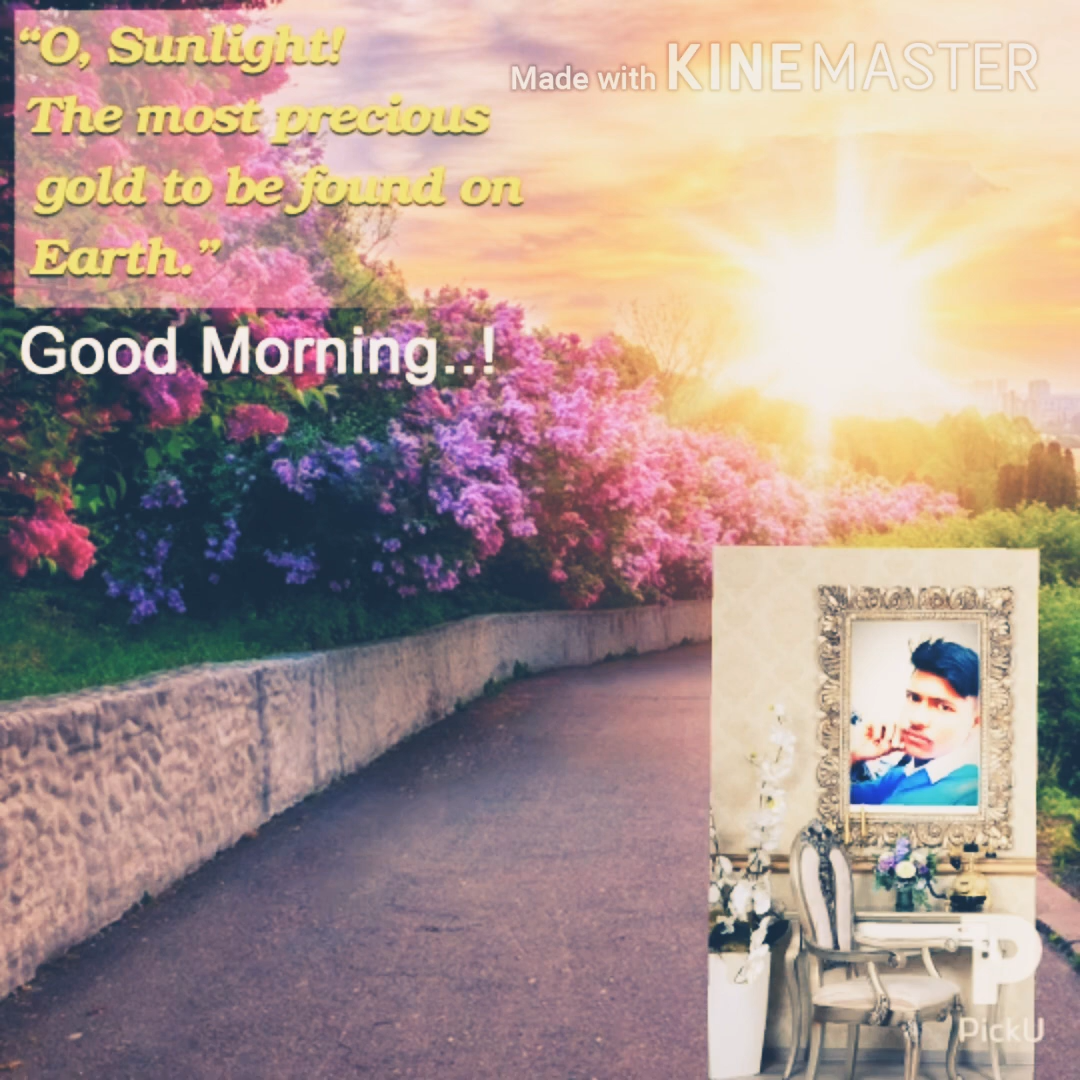 “O, Sunlight!
The most precious
gold to be found on
Earth.”
Good Morning..!
Made with KINEMASTER
P
PickU